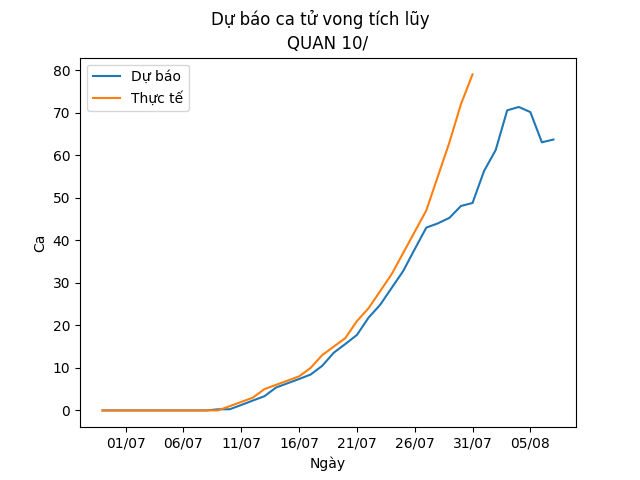 Dự báo ca tử vong tích lũy
QUAN 10/
Dự báo
Thực tế
80
70
60
50
40
30
20
10
0
Ca
01/07 06/07 11/07 16/07 21/07 26/07 31/07 05/08
Ngày